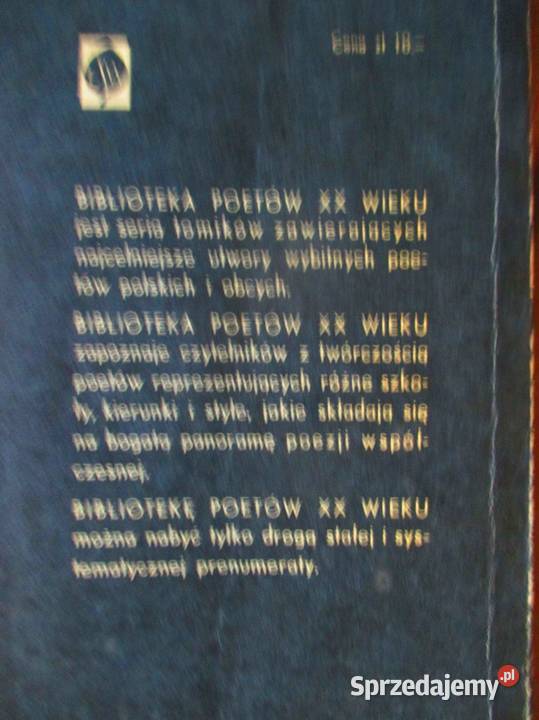 Cena zł 10.—
BIBLIOTEKA POETÓW XX WIEKU
jest serią tomików zawierających
najcelniejsze utwory wybitnych poe-
tów polskich i obcych.
BIBLIOTEKA POETÓW XX WIEKU
zapoznaje czytelników z twórczością
poetów reprezentujących różne szko-
ły, kierunki i style, jakie składają się
na bogatą panoramę poezji współ-
czesnej.
BIBLIOTEKĘ POETÓW XX WIEKU
można nabyć tylko drogą stałej i sys-
tematycznej prenumeraty.
Sprzedajemy.pl